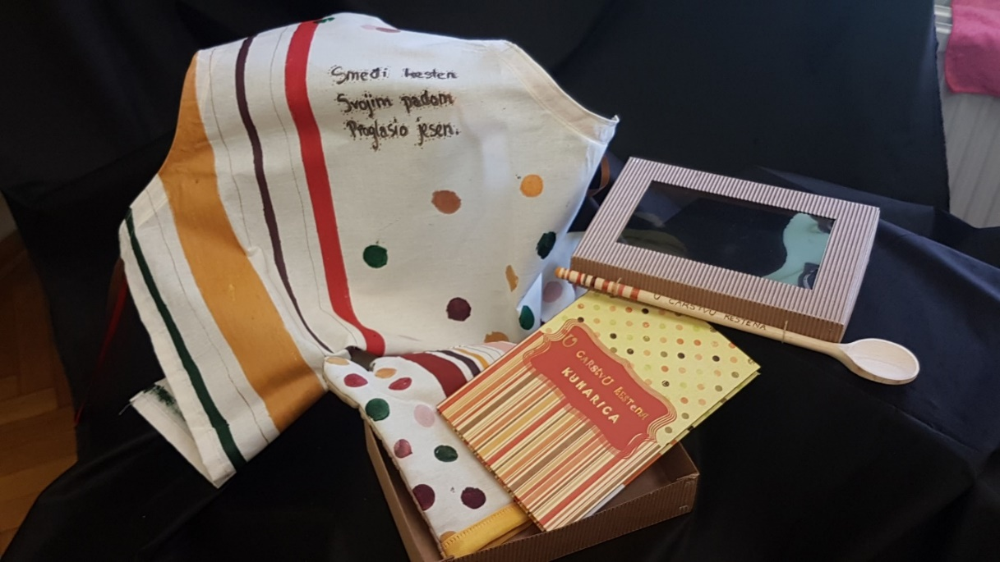 Smeđi kesten
Svojim padom
Proglasio jesen.
U CARSTVU KESTENA
U CARSTVU KESTENA
KUHARICA